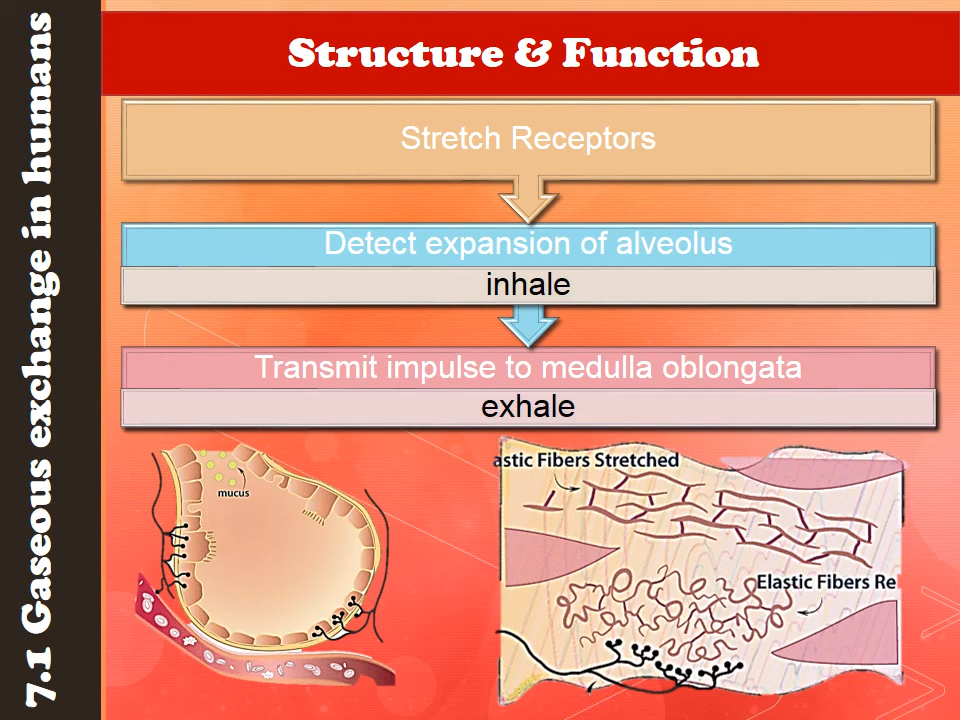 7.1 Gaseous exchange in humans
Structure & Function
Stretch Receptors
Detect expansion of alveolus
inhale
Transmit impulse to medulla oblongata
exhale
mucus
astic Fibers Stretched
Elastic Fibers Re